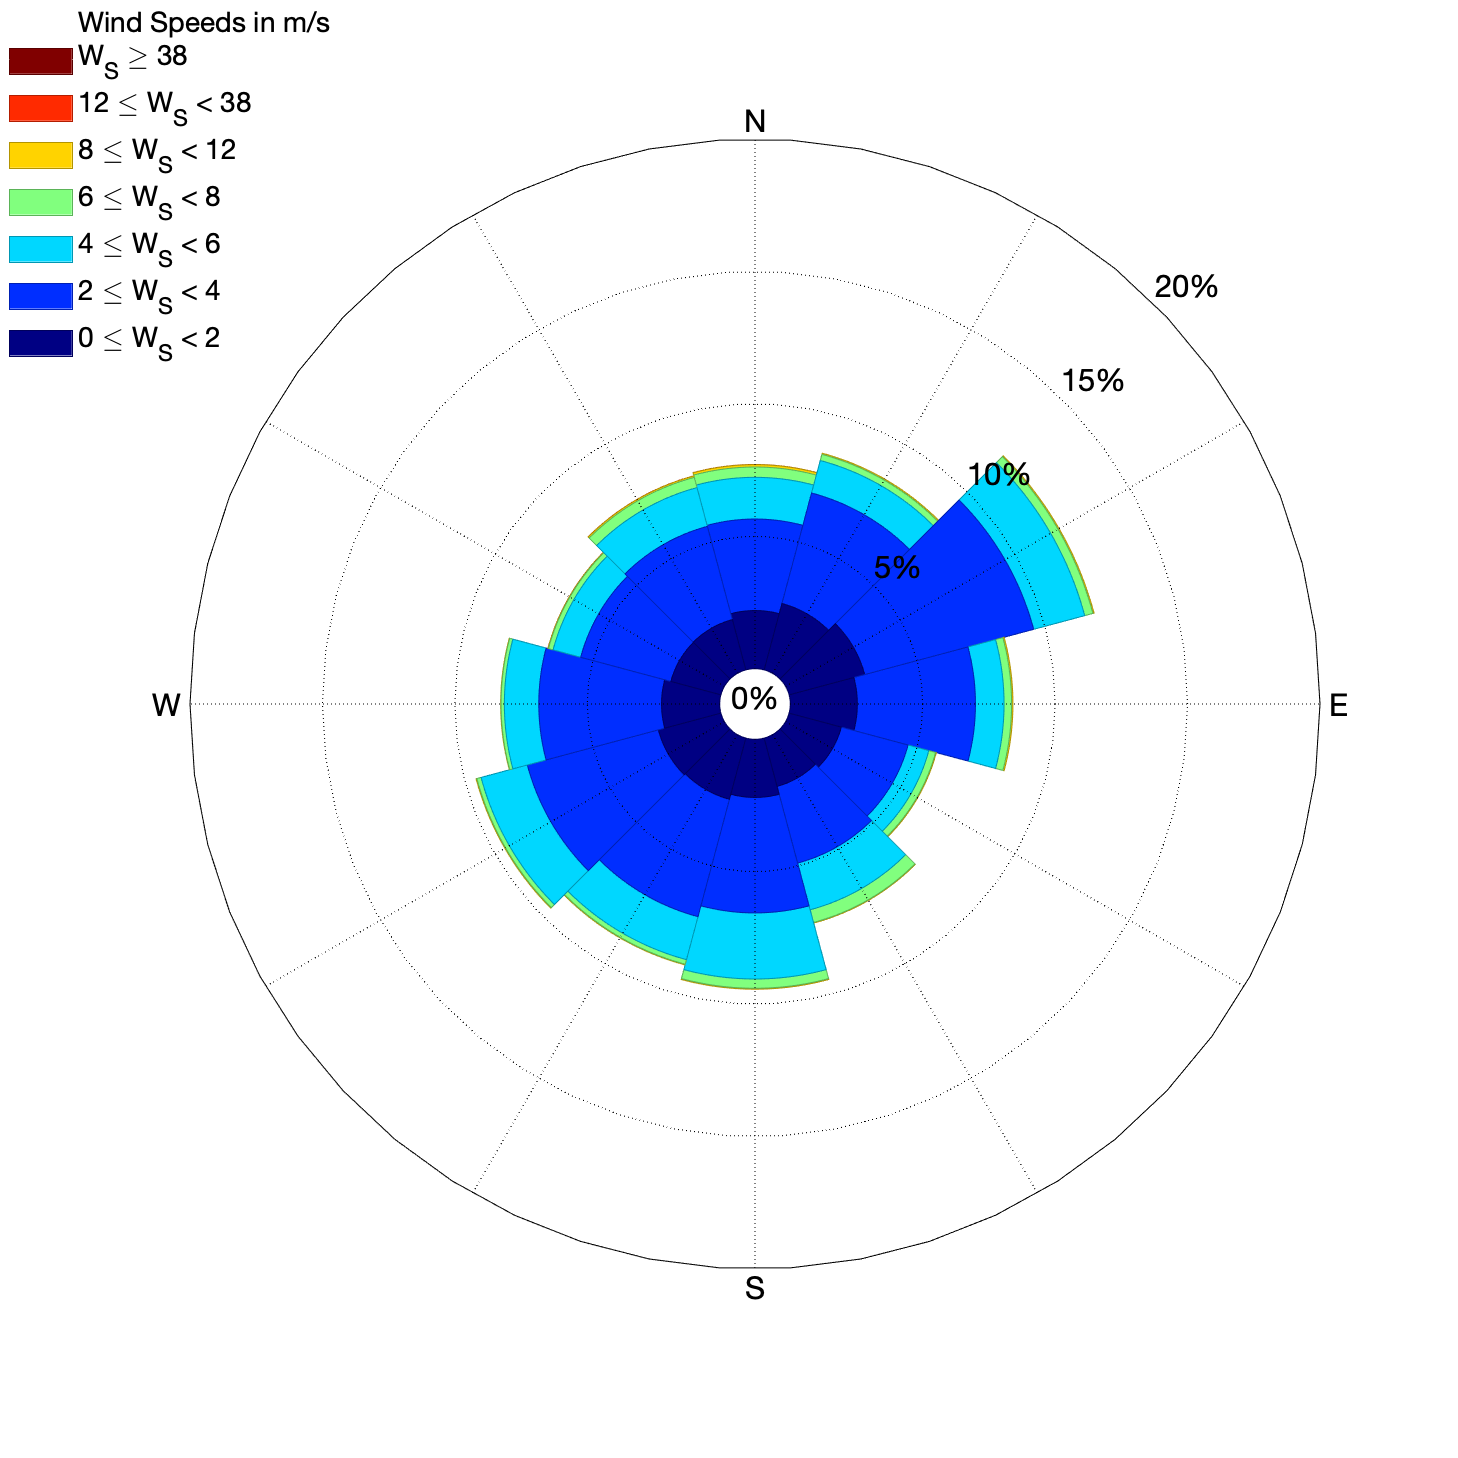 Wind Speeds in m/s
W_S ≥ 38
12 ≤ W_S < 38
8 ≤ W_S < 12
6 ≤ W_S < 8
4 ≤ W_S < 6
2 ≤ W_S < 4
0 ≤ W_S < 2
N
20%
15%
10%
5%
0%
W
E
S